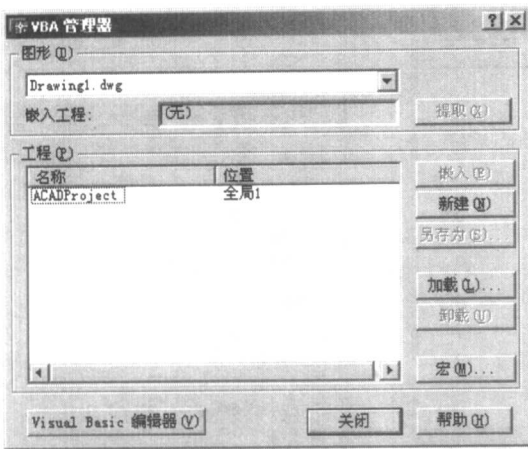 VBA 管理器
图形(D)
Drawing1.dwg
嵌入工程:
(无)
提取(X)
工程(P)
名称
位置
ACADProject
全局1
嵌入(E)
新建(N)
另存为(S)...
加载(L)...
卸载(U)
宏(M)...
Visual Basic 编辑器(V)
关闭
帮助(H)